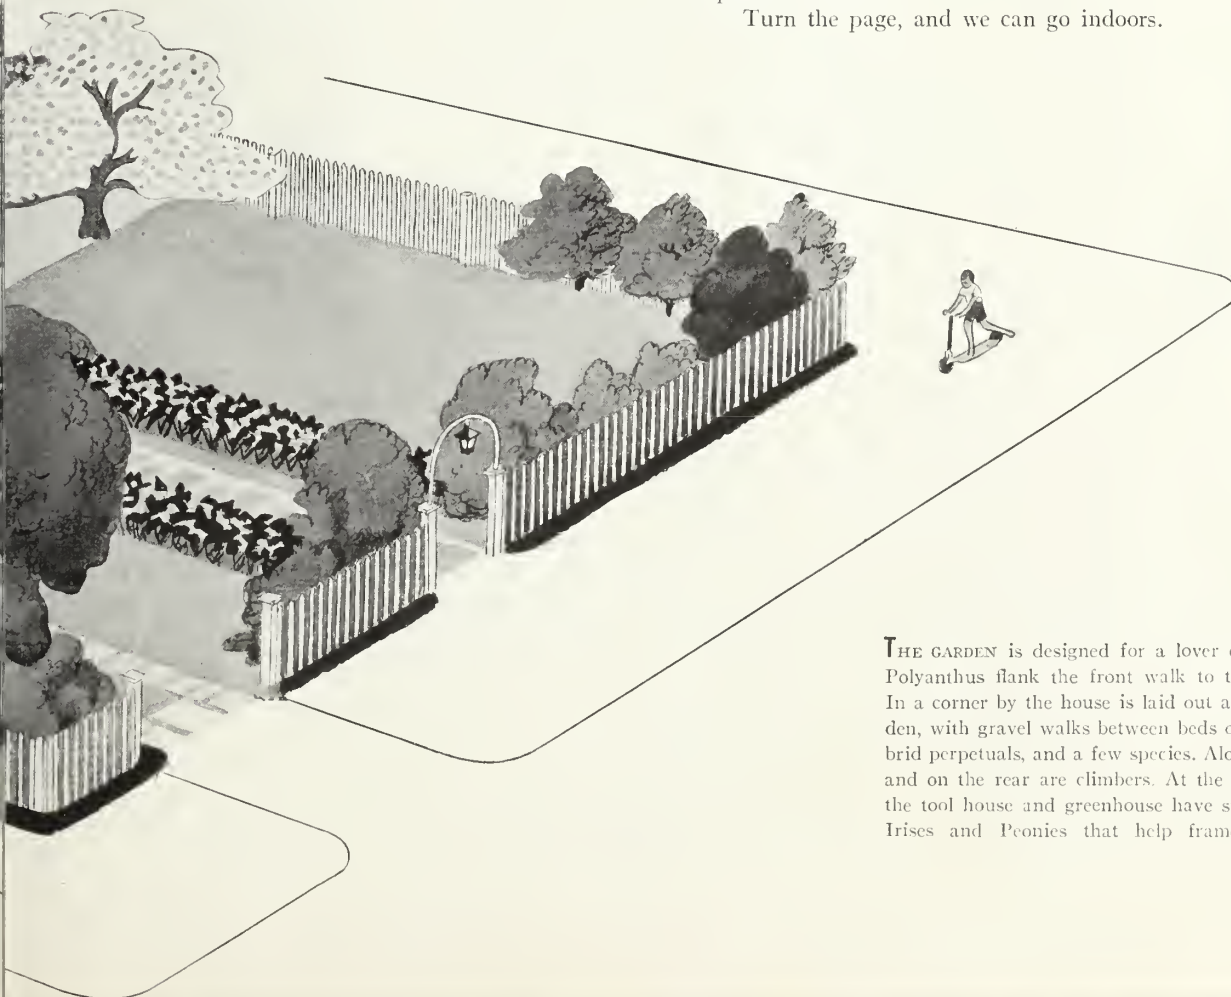 Turn the page, and we can go indoors.
THE GARDEN is designed for a lover
Polyanthus flank the front walk to
In a corner by the house is laid out
den, with gravel walks between beds
brid perpetuals, and a few species.
and on the rear are climbers. At the
the tool house and greenhouse have
Irises and Peonies that help